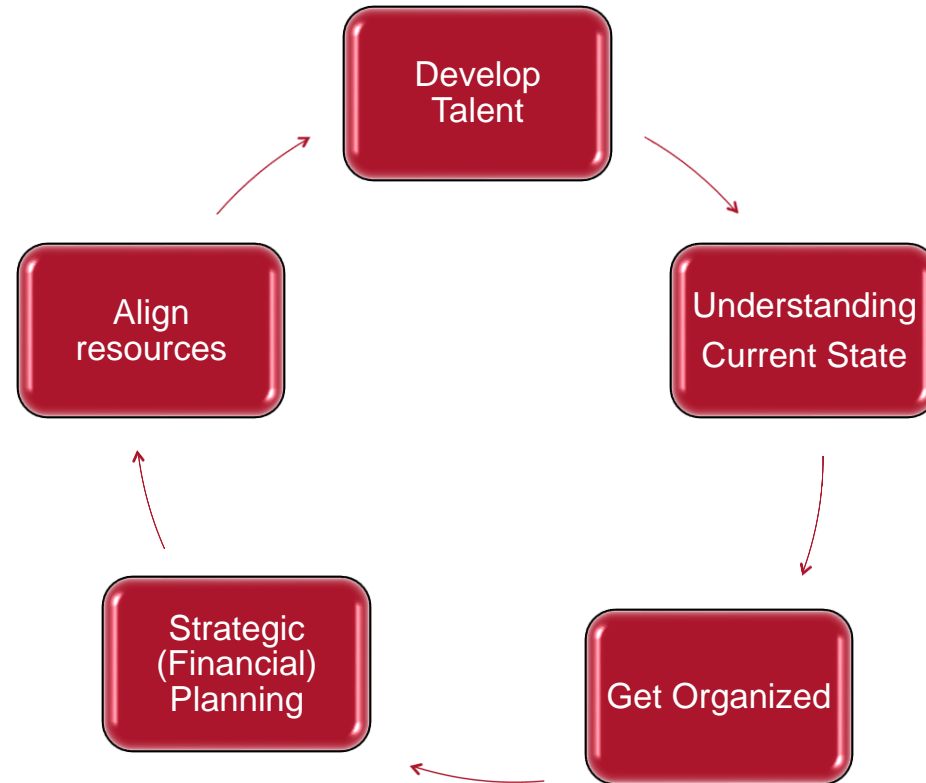 Develop
Talent
Understanding
Current State
Get Organized
Strategic
(Financial)
Planning
Align
resources